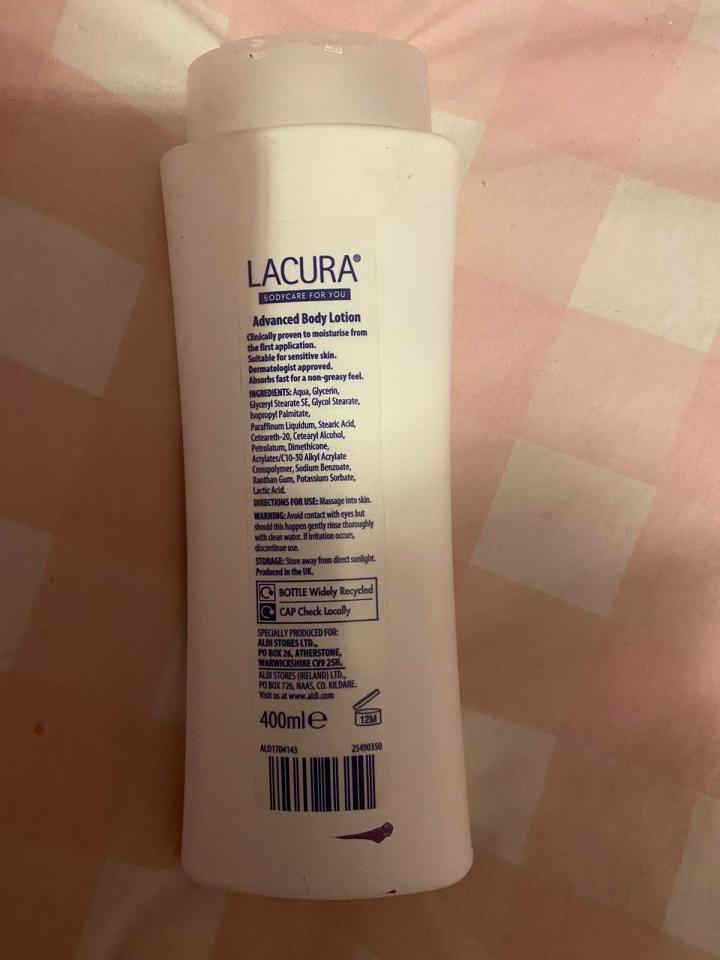 LACURA®
BODYCARE FOR YOU
Advanced Body Lotion
Clinically proven to moisturise from
the first application.
Suitable for sensitive skin.
Dermatologist approved.
Absorbs fast for a non-greasy feel.
INGREDIENTS: Aqua, Glycerin,
Glyceryl Stearate SE, Glycol Stearate,
Isopropyl Palmitate,
Paraffinum Liquidum, Stearic Acid,
Ceteareth-20, Cetearyl Alcohol,
Petrolatum, Dimethicone,
Acrylates/C10-30 Alkyl Acrylate
Crosspolymer, Sodium Benzoate,
Xanthan Gum, Potassium Sorbate,
Lactic Acid.
DIRECTIONS FOR USE: Massage into skin.
WARNING: Avoid contact with eyes but
should this happen gently rinse thoroughly
with clean water. If irritation occurs,
discontinue use.
STORAGE: Store away from direct sunlight.
Produced in the UK.
BOTTLE Widely Recycled
CAP Check Locally
SPECIALLY PRODUCED FOR:
ALDI STORES LTD.,
PO BOX 26, ATHERSTONE,
WARWICKSHIRE CV9 2SH.
ALDI STORES (IRELAND) LTD.,
PO BOX 726, NAAS, CO. KILDARE.
Visit us at www.aldi.com
400ml e
12M
ALD1704143 25490350